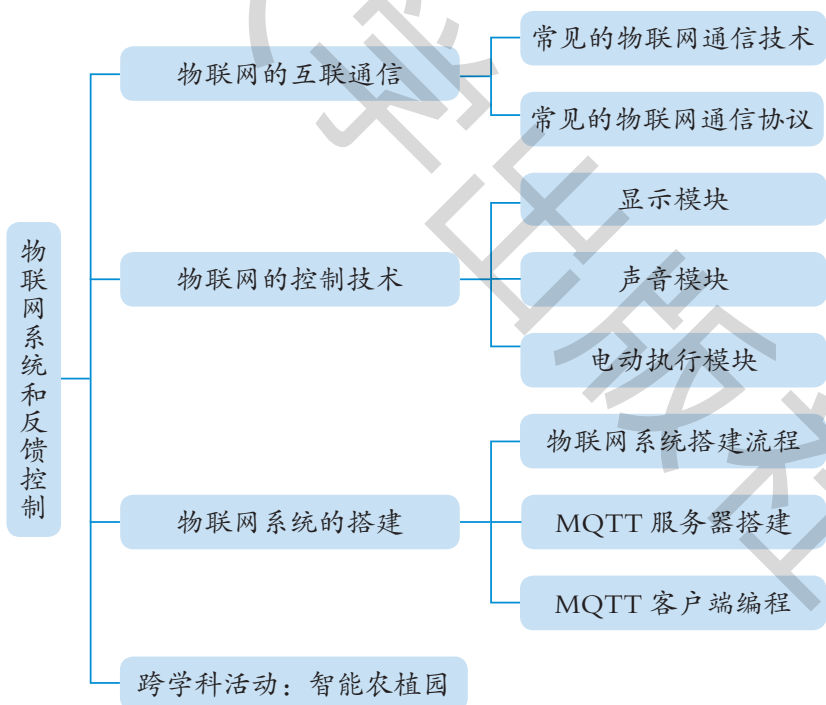 物联网系统和反馈控制
物联网的互联通信
常见的物联网通信技术
常见的物联网通信协议
物联网的控制技术
显示模块
声音模块
电动执行模块
物联网系统的搭建
物联网系统搭建流程
MQTT 服务器搭建
MQTT 客户端编程
跨学科活动：智能农植园
学出版社